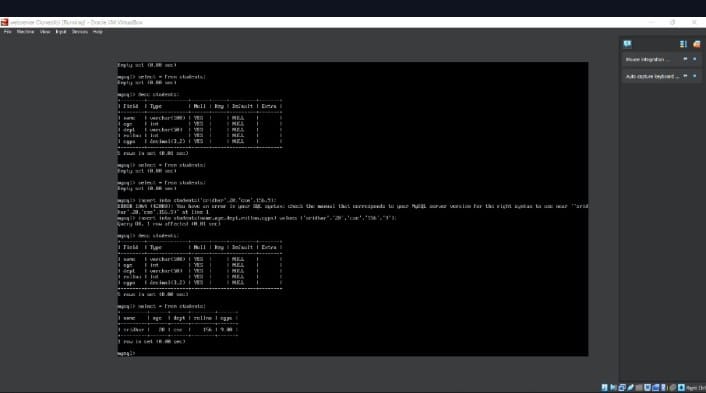 webserver (Joneesh) [Running] - Oracle VM VirtualBox
File Machine View Input Devices Help
Mouse integration ...
Auto capture keyboard ...
Empty set (0.00 sec)
mysql> select * from students;
Empty set (0.00 sec)
mysql> desc students;
| Field | Type | Null | Key | Default | Extra |
| name | varchar(100) | YES | | NULL | |
| age | int | YES | | NULL | |
| dept | varchar(50) | YES | | NULL | |
| rollno | int | YES | | NULL | |
| cgpa | decimal(3,2) | YES | | NULL | |
5 rows in set (0.01 sec)
mysql> select * from students;
Empty set (0.00 sec)
mysql> select * from students;
Empty set (0.00 sec)
mysql> insert into students('sridhar',20,'cse',156,9);
ERROR 1064 (42000): You have an error in your SQL syntax; check the manual that corresponds to your MySQL server version for the right syntax to use near ''srid
har',20,'cse',156,9)' at line 1
mysql> insert into students(name,age,dept,rollno,cgpa) values ('sridhar','20','cse','156','9');
Query OK, 1 row affected (0.01 sec)
mysql> desc students;
| Field | Type | Null | Key | Default | Extra |
| name | varchar(100) | YES | | NULL | |
| age | int | YES | | NULL | |
| dept | varchar(50) | YES | | NULL | |
| rollno | int | YES | | NULL | |
| cgpa | decimal(3,2) | YES | | NULL | |
5 rows in set (0.00 sec)
mysql> select * from students;
| name | age | dept | rollno | cgpa |
| sridhar | 20 | cse | 156 | 9.00 |
1 row in set (0.00 sec)
mysql>
Right Ctrl